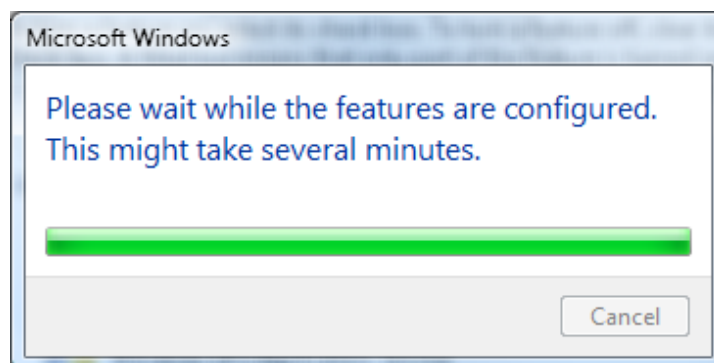 Microsoft Windows
Please wait while the features are configured.
This might take several minutes.
Cancel